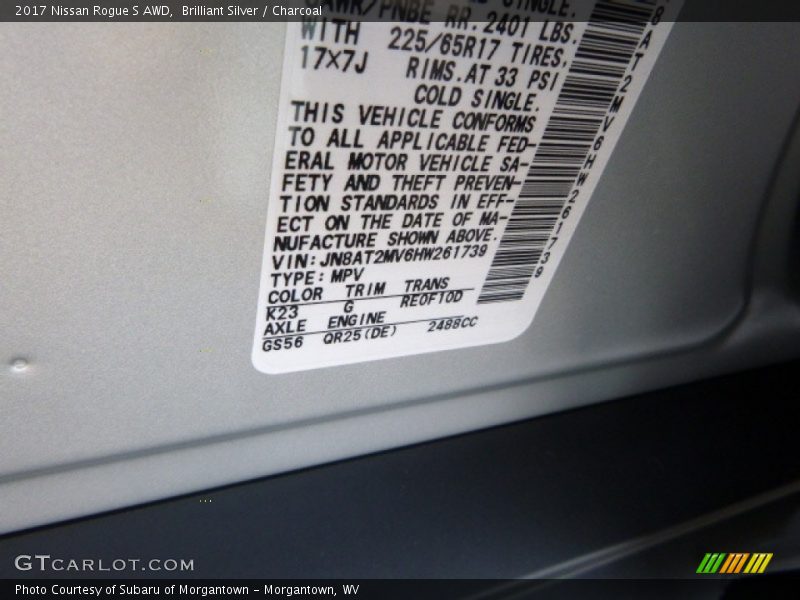 2017 Nissan Rogue S AWD, Brilliant Silver / Charcoal
RR. 2401 LBS.
WITH 225/65R17 TIRES,
17X7J RIMS.AT 33 PSI
COLD SINGLE.
THIS VEHICLE CONFORMS
TO ALL APPLICABLE FED-
ERAL MOTOR VEHICLE SA-
FETY AND THEFT PREVEN-
TION STANDARDS IN EFF-
ECT ON THE DATE OF MA-
NUFACTURE SHOWN ABOVE.
VIN:JN8AT2MV6HW261739
TYPE:MPV
COLOR TRIM TRANS
K23 G RE0F10D
AXLE ENGINE
GS56 QR25(DE) 2488CC
8AT2MV6HW261739
GTCARLOT.COM
Photo Courtesy of Subaru of Morgantown - Morgantown, WV